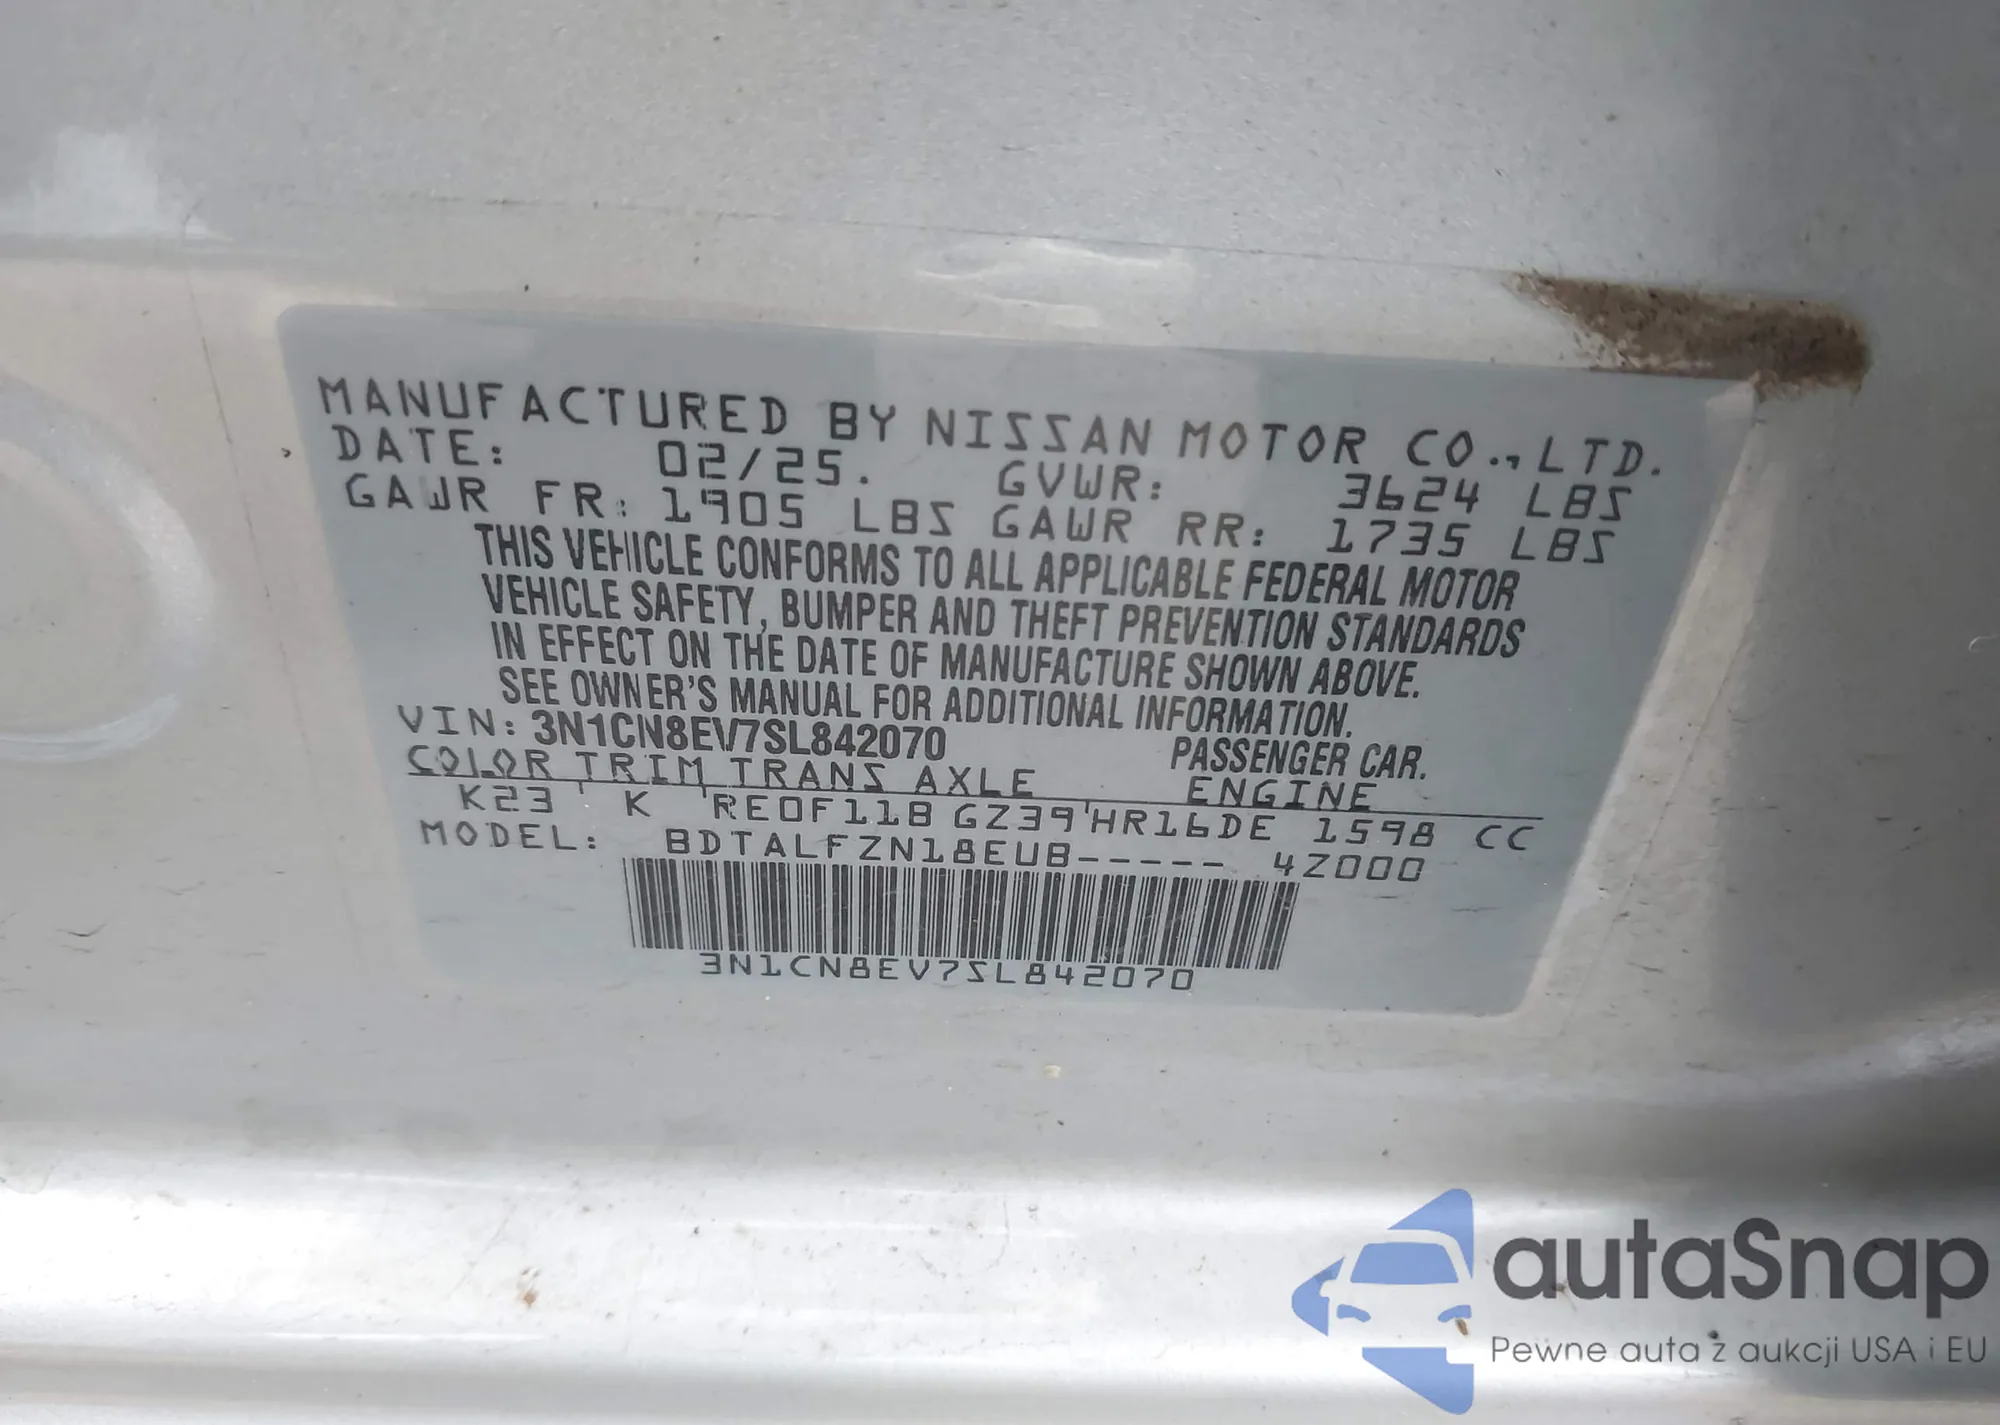 MANUFACTURED BY NISSAN MOTOR CO., LTD.
DATE: 02/25. GVWR: 3624 LBS
GAWR FR: 1905 LBS GAWR RR: 1735 LBS
THIS VEHICLE CONFORMS TO ALL APPLICABLE FEDERAL MOTOR
VEHICLE SAFETY, BUMPER AND THEFT PREVENTION STANDARDS
IN EFFECT ON THE DATE OF MANUFACTURE SHOWN ABOVE.
SEE OWNER'S MANUAL FOR ADDITIONAL INFORMATION.
VIN: 3N1CN8EV7SL842070 PASSENGER CAR.
COLOR TRIM TRANS AXLE ENGINE
K23 K RE0F11B GZ39 HR16DE 1598 CC
MODEL: BDTALFZN18EUB----- 4Z000
3N1CN8EV7SL842070
autaSnap
Pewne auta z aukcji USA i EU